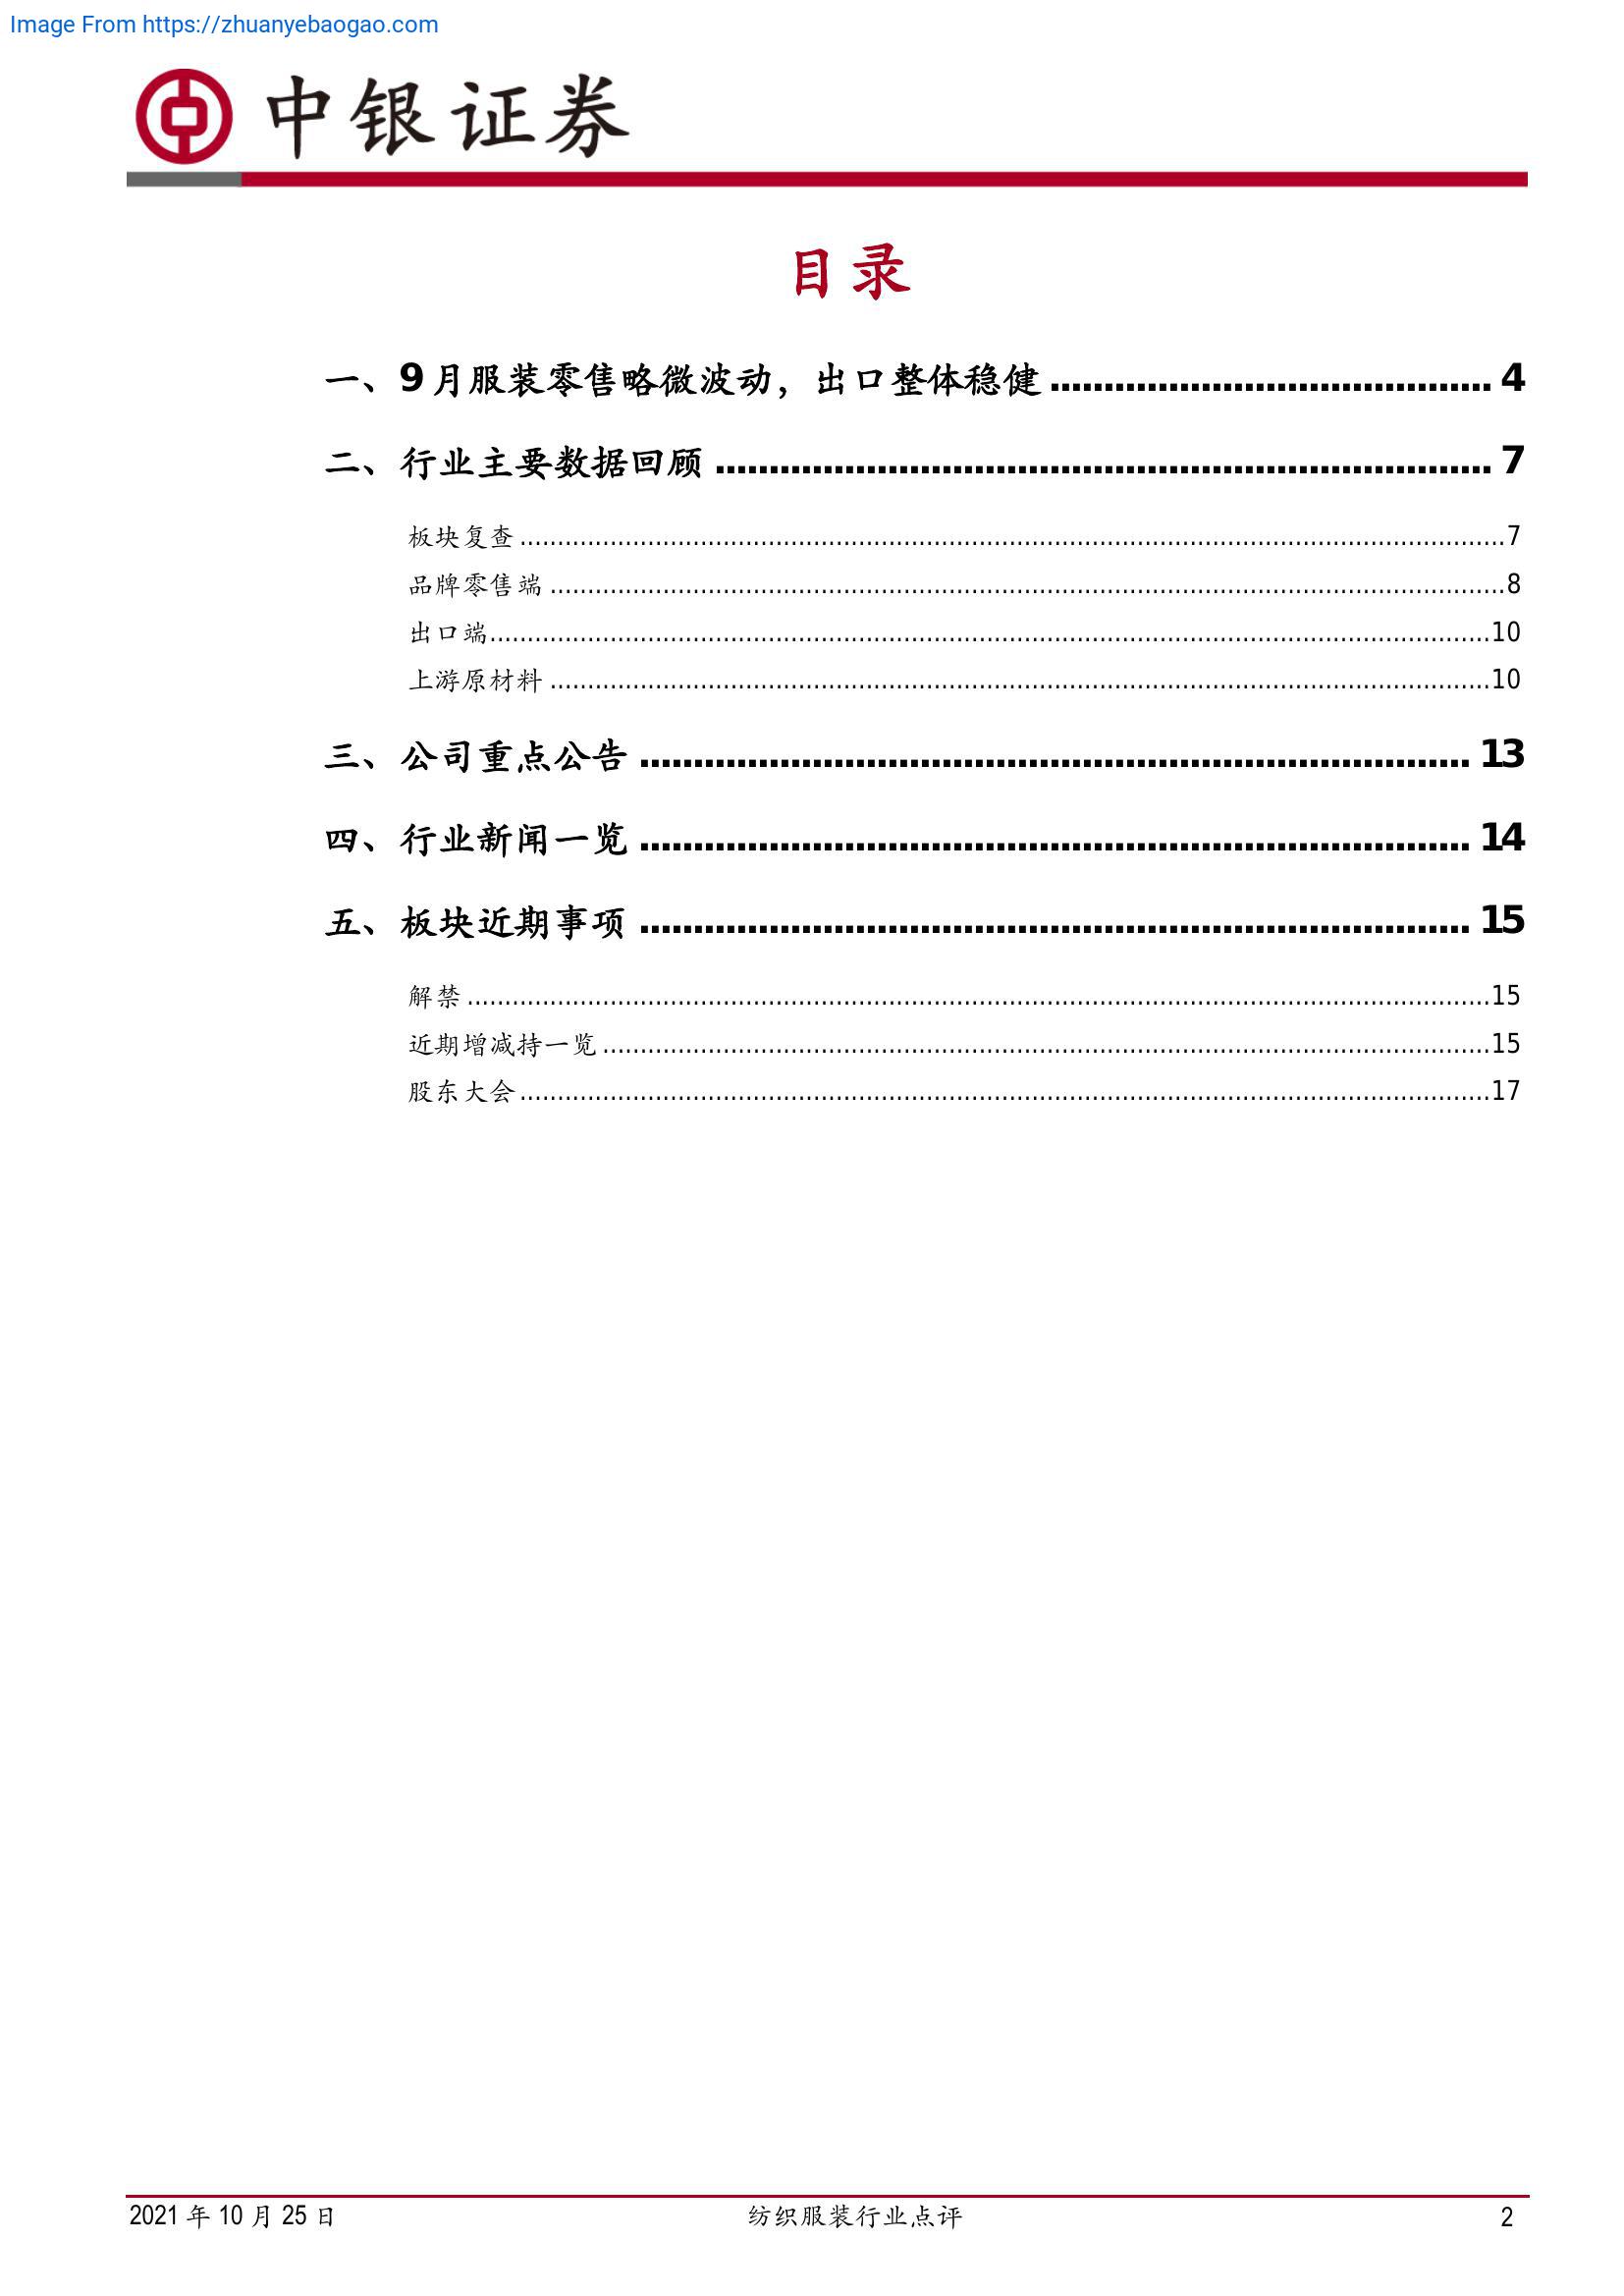 Image From https://zhuanyebaogao.com
中银证券
目录
一、9月服装零售略微波动，出口整体稳健 ........................................ 4
二、行业主要数据回顾 ........................................................................ 7
板块复查 ........................................................................................................................7
品牌零售端 ....................................................................................................................8
出口端...........................................................................................................................10
上游原材料 ..................................................................................................................10
三、公司重点公告 ............................................................................. 13
四、行业新闻一览 ............................................................................. 14
五、板块近期事项 ............................................................................. 15
解禁 ..............................................................................................................................15
近期增减持一览 ...........................................................................................................15
股东大会 ......................................................................................................................17
2021 年 10 月 25 日 纺织服装行业点评 2